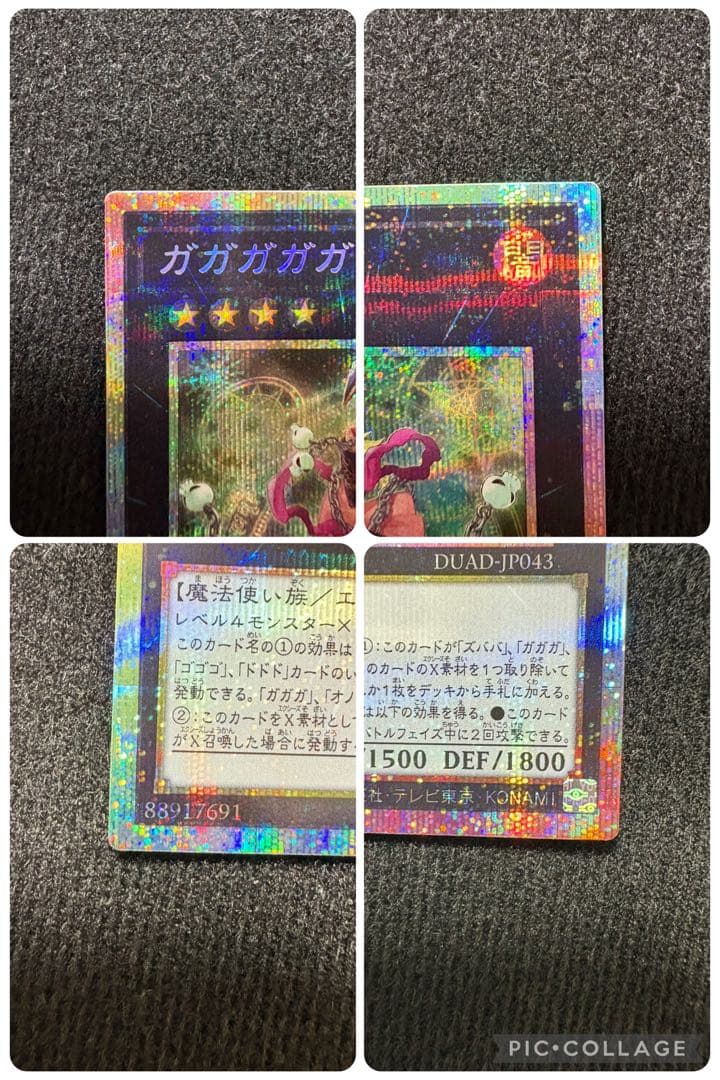 ガガガガガ
闇
DUAD-JP043
【魔法使い族/エ
レベル4モンスター×
このカード名の①の効果は
「ゴゴゴ」、「ドドド」カードのい
発動できる。「ガガガ」、「オノ
②:このカードをX素材とし
がX召喚した場合に発動す
①:このカードが「ズババ」、「ガガガ」、
のカードのX素材を1つ取り除いて
か1枚をデッキから手札に加える。
は以下の効果を得る。●このカード
バトルフェイズ中に2回攻撃できる。
/1500 DEF/1800
88917691
社・テレビ東京・KONAMI
PIC•COLLAGE